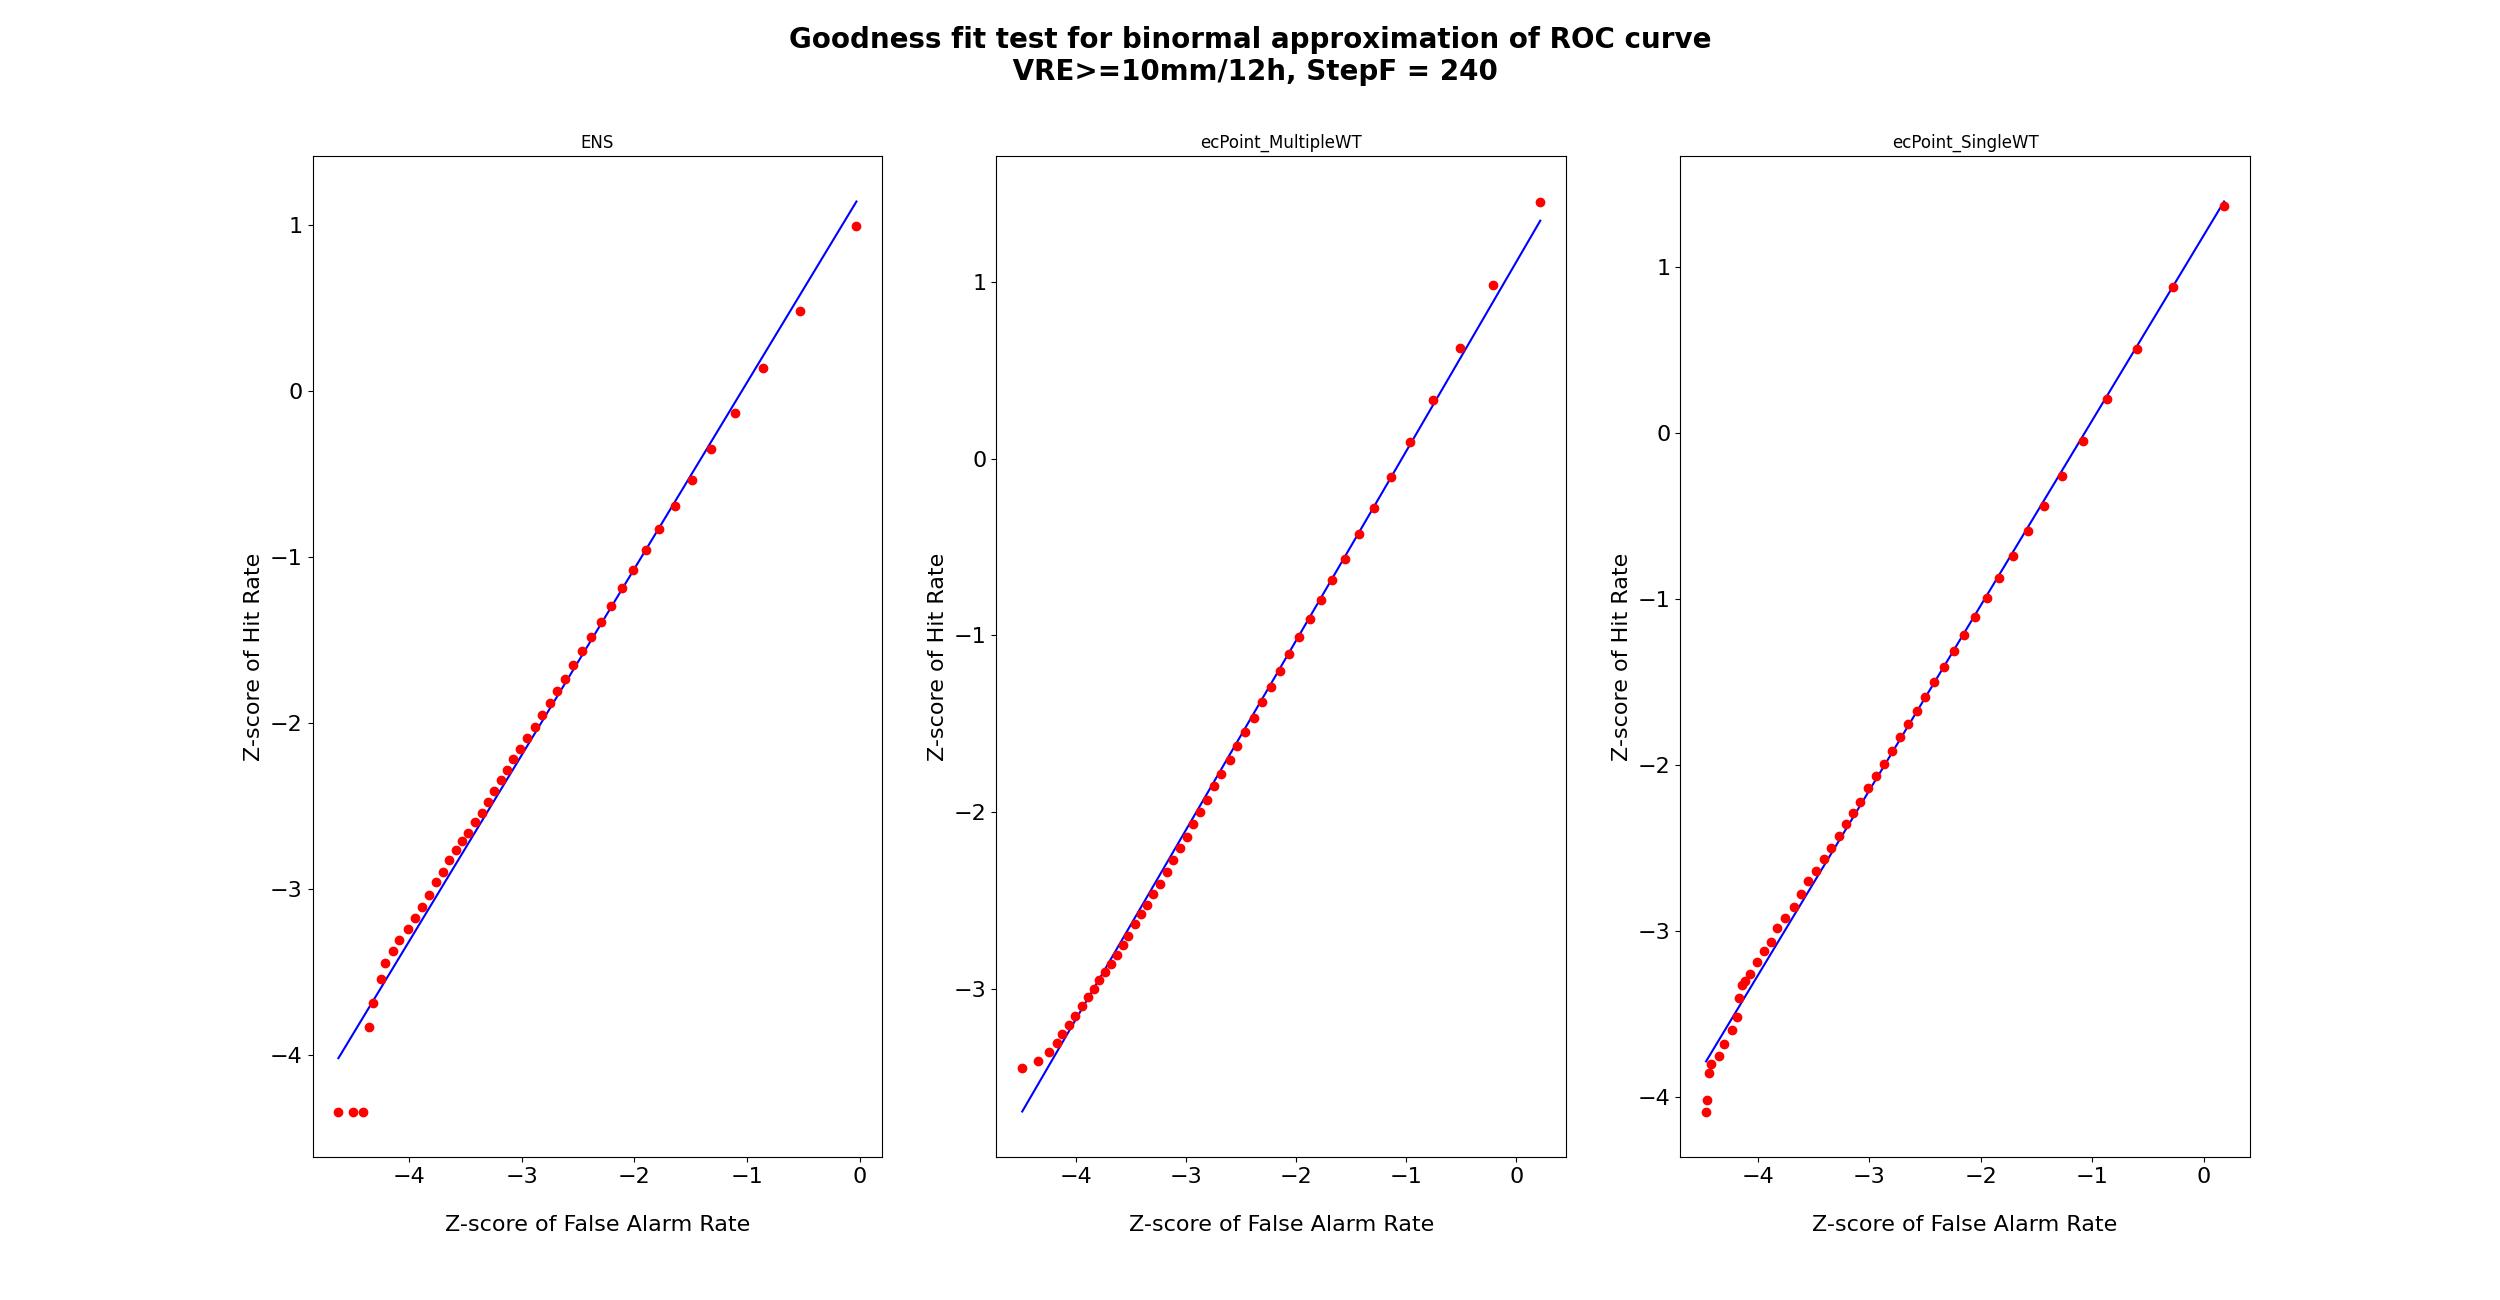 Goodness fit test for binormal approximation of ROC curve
VRE>=10mm/12h, StepF = 240
ENS
Z-score of Hit Rate
1
0
−1
−2
−3
−4
−4 −3 −2 −1 0
Z-score of False Alarm Rate
ecPoint_MultipleWT
Z-score of Hit Rate
1
0
−1
−2
−3
−4 −3 −2 −1 0
Z-score of False Alarm Rate
ecPoint_SingleWT
Z-score of Hit Rate
1
0
−1
−2
−3
−4
−4 −3 −2 −1 0
Z-score of False Alarm Rate